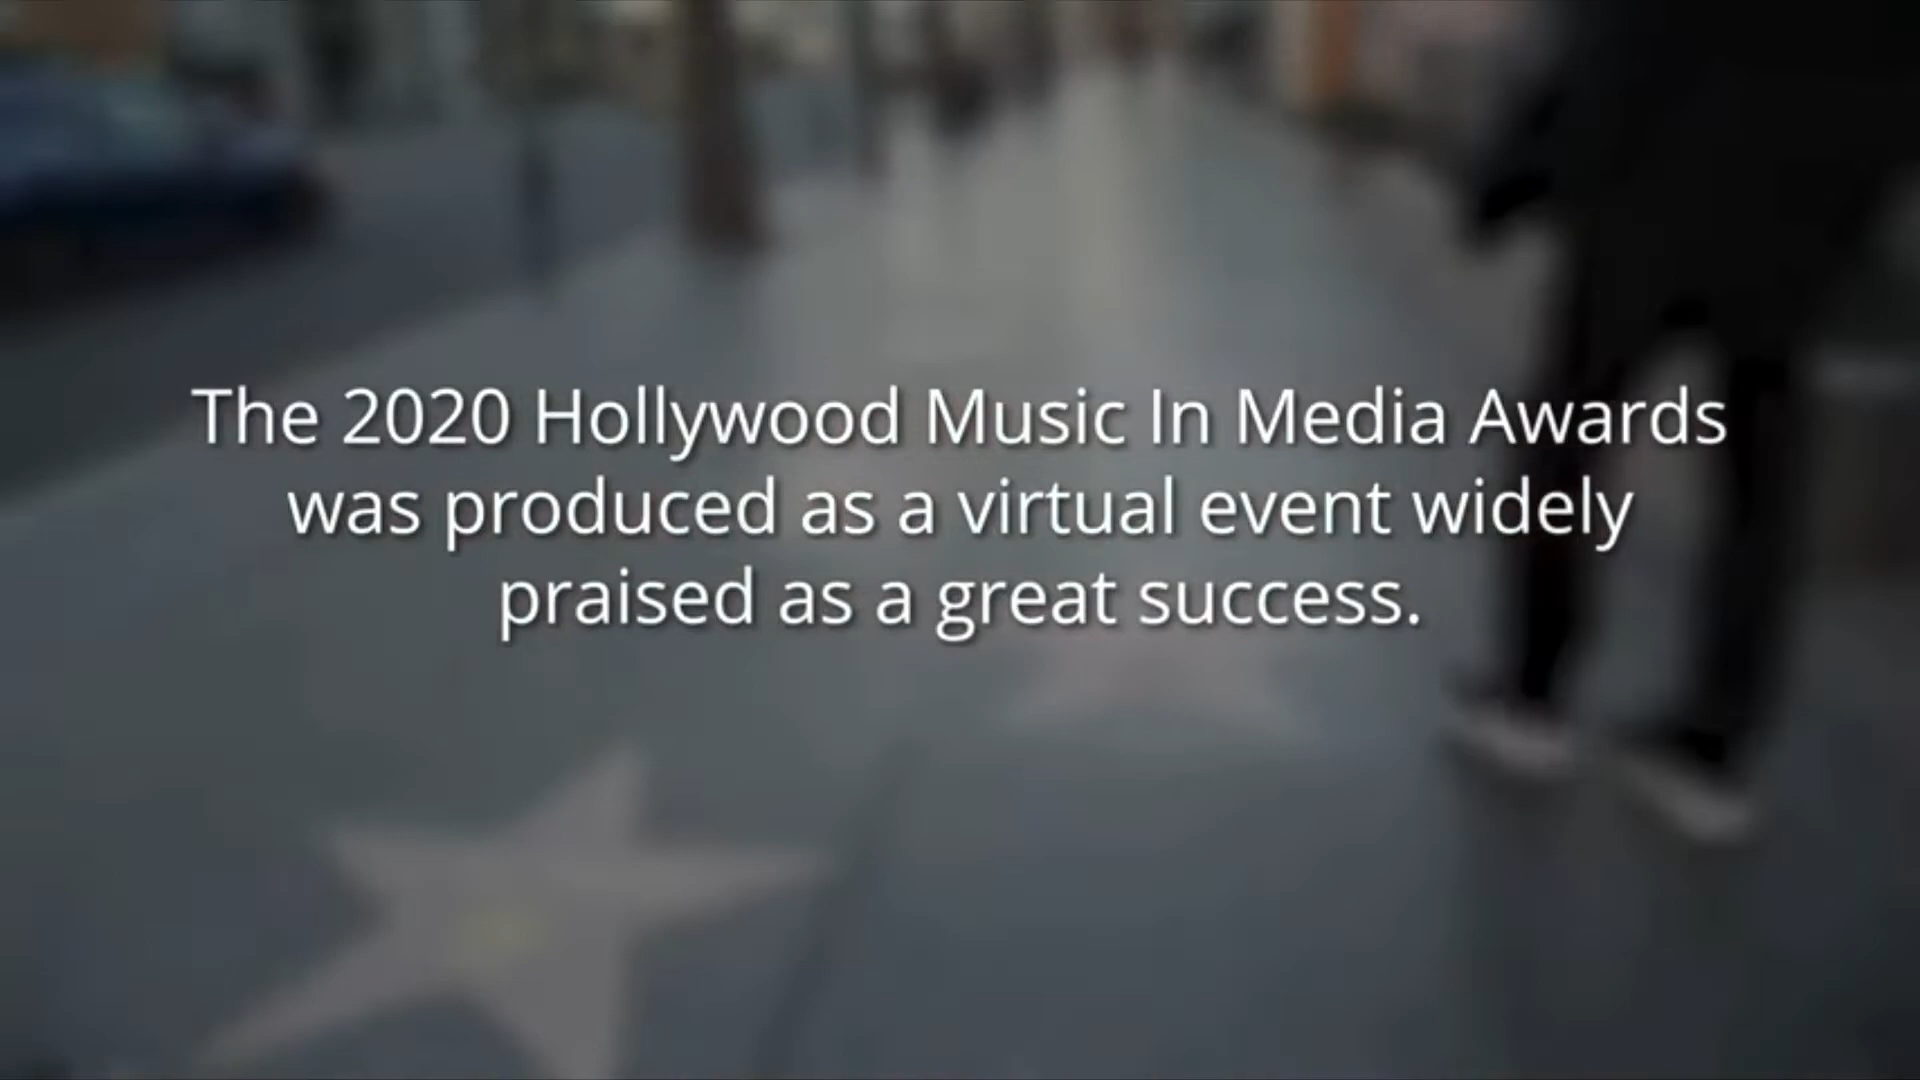 The 2020 Hollywood Music In Media Awards
was produced as a virtual event widely
praised as a great success.